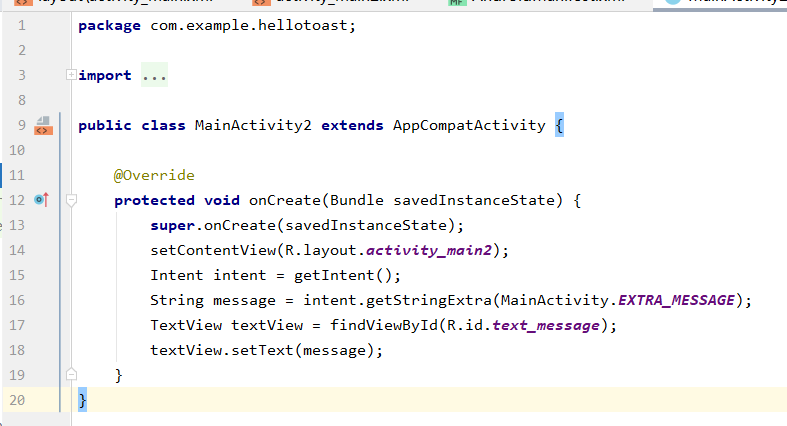 1 package com.example.hellotoast;
2
3 import ...
8
9 public class MainActivity2 extends AppCompatActivity {
10
11 @Override
12 protected void onCreate(Bundle savedInstanceState) {
13 super.onCreate(savedInstanceState);
14 setContentView(R.layout.activity_main2);
15 Intent intent = getIntent();
16 String message = intent.getStringExtra(MainActivity.EXTRA_MESSAGE);
17 TextView textView = findViewById(R.id.text_message);
18 textView.setText(message);
19 }
20 }